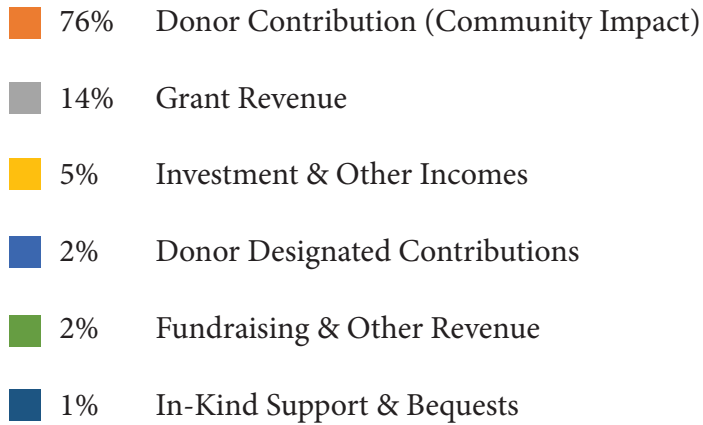 76% Donor Contribution (Community Impact)
14% Grant Revenue
5% Investment & Other Incomes
2% Donor Designated Contributions
2% Fundraising & Other Revenue
1% In-Kind Support & Bequests